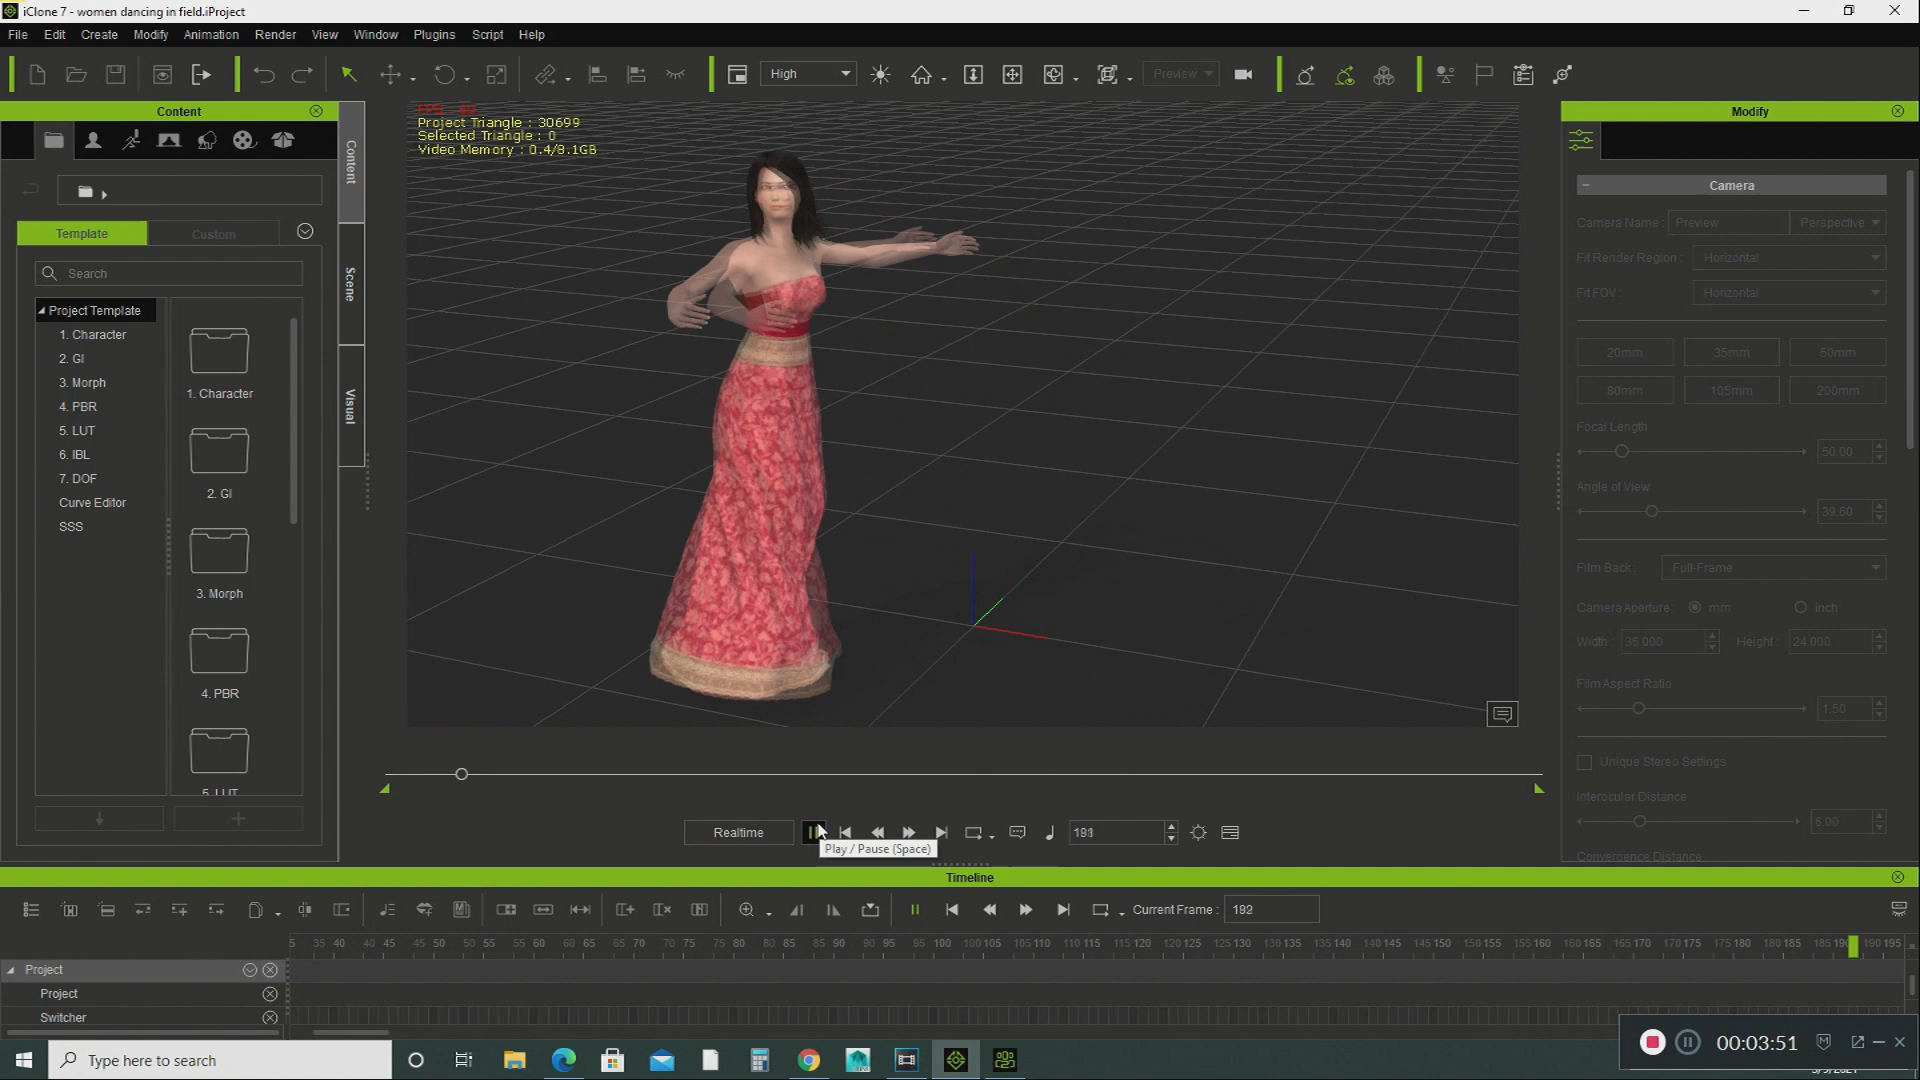 iClone 7 - women dancing in field.iProject
File Edit Create Modify Animation Render View Window Plugins Script Help
High
Preview
Content
Modify
Project Triangle : 30699
Selected Triangle : 0
Video Memory : 0.4/8.1GB
Content
Scene
Visual
Template
Custom
Search
Project Template
1. Character
2. GI
3. Morph
4. PBR
5. LUT
6. IBL
7. DOF
Curve Editor
SSS
1. Character
2. GI
3. Morph
4. PBR
5. LUT
Camera
Camera Name : Preview Perspective
Fit Render Region : Horizontal
Fit FOV : Horizontal
20mm 35mm 50mm
80mm 105mm 200mm
Focal Length
50.00
Angle of View
39.60
Film Back : Full-Frame
Camera Aperture : mm inch
Width : 36.000 Height : 24.000
Film Aspect Ratio
1.50
Unique Stereo Settings
Interocular Distance
6.00
Convergence Distance
Realtime
Play / Pause (Space)
Timeline
Current Frame : 192
Project
Project
Switcher
Type here to search
00:03:51